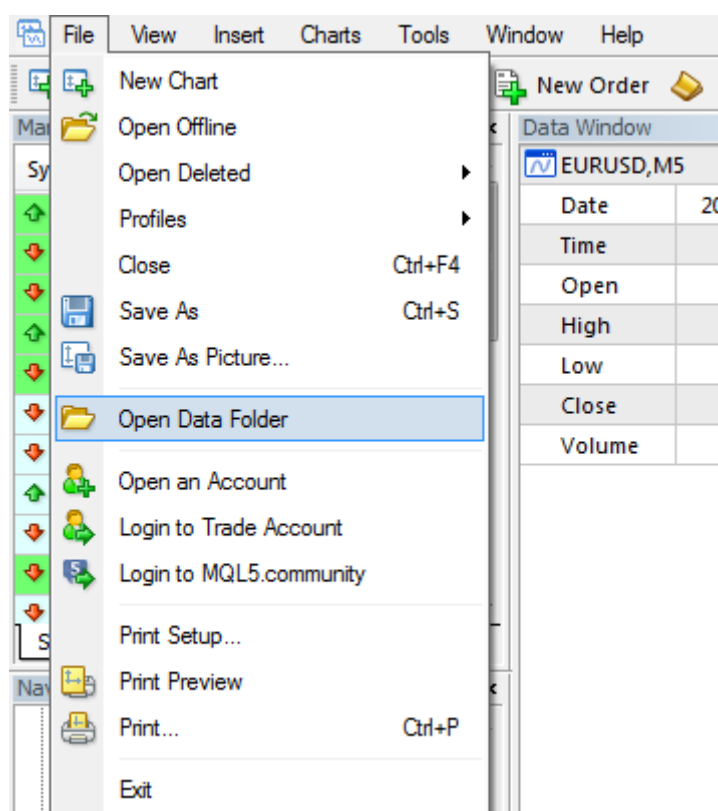 File View Insert Charts Tools Window Help
New Chart
New Order
Open Offline
Data Window
Open Deleted
EURUSD,M5
Profiles
Date
Close Ctrl+F4
Time
Save As Ctrl+S
Open
Save As Picture...
High
Low
Open Data Folder
Close
Volume
Open an Account
Login to Trade Account
Login to MQL5.community
Print Setup...
Print Preview
Print... Ctrl+P
Exit